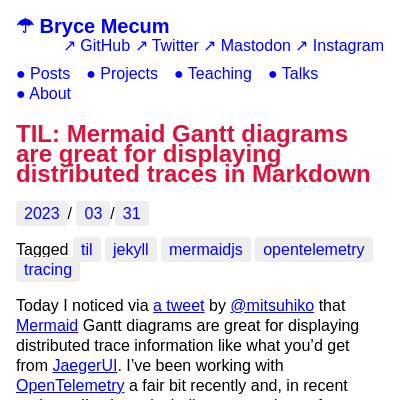 ☂ Bryce Mecum
↗ GitHub ↗ Twitter ↗ Mastodon ↗ Instagram
● Posts ● Projects ● Teaching ● Talks
● About
TIL: Mermaid Gantt diagrams
are great for displaying
distributed traces in Markdown
2023 / 03 / 31
Tagged til jekyll mermaidjs opentelemetry
tracing
Today I noticed via a tweet by @mitsuhiko that
Mermaid Gantt diagrams are great for displaying
distributed trace information like what you’d get
from JaegerUI. I’ve been working with
OpenTelemetry a fair bit recently and, in recent